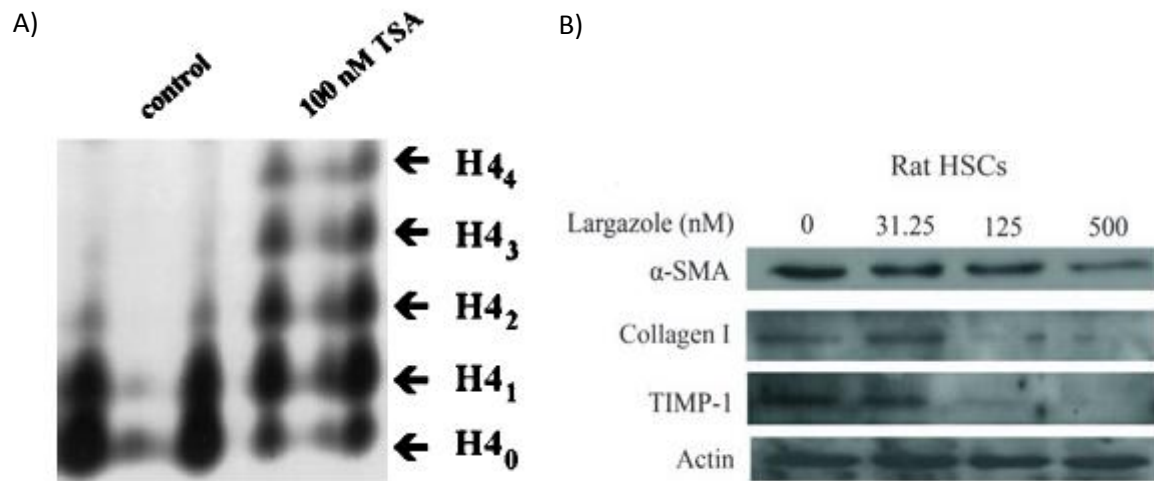 A)
control
100 nM TSA
← H4₄
← H4₃
← H4₂
← H4₁
← H4₀
B)
Rat HSCs
Largazole (nM) 0 31.25 125 500
α-SMA
Collagen I
TIMP-1
Actin